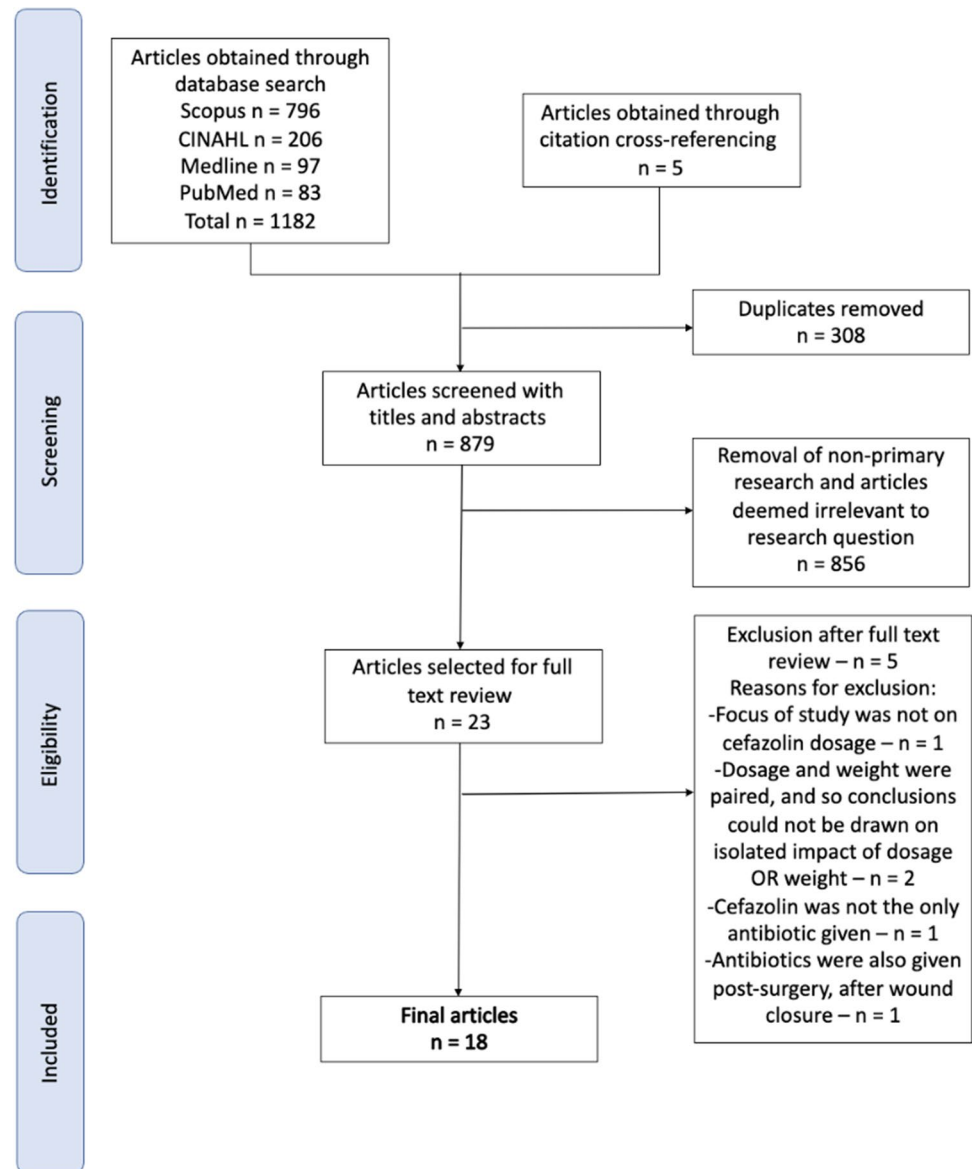 Identification
Articles obtained through
database search
Scopus n = 796
CINAHL n = 206
Medline n = 97
PubMed n = 83
Total n = 1182
Articles obtained through
citation cross-referencing
n = 5
Screening
Duplicates removed
n = 308
Articles screened with
titles and abstracts
n = 879
Removal of non-primary
research and articles
deemed irrelevant to
research question
n = 856
Eligibility
Articles selected for full
text review
n = 23
Exclusion after full text
review – n = 5
Reasons for exclusion:
-Focus of study was not on
cefazolin dosage – n = 1
-Dosage and weight were
paired, and so conclusions
could not be drawn on
isolated impact of dosage
OR weight – n = 2
-Cefazolin was not the only
antibiotic given – n = 1
-Antibiotics were also given
post-surgery, after wound
closure – n = 1
Included
Final articles
n = 18